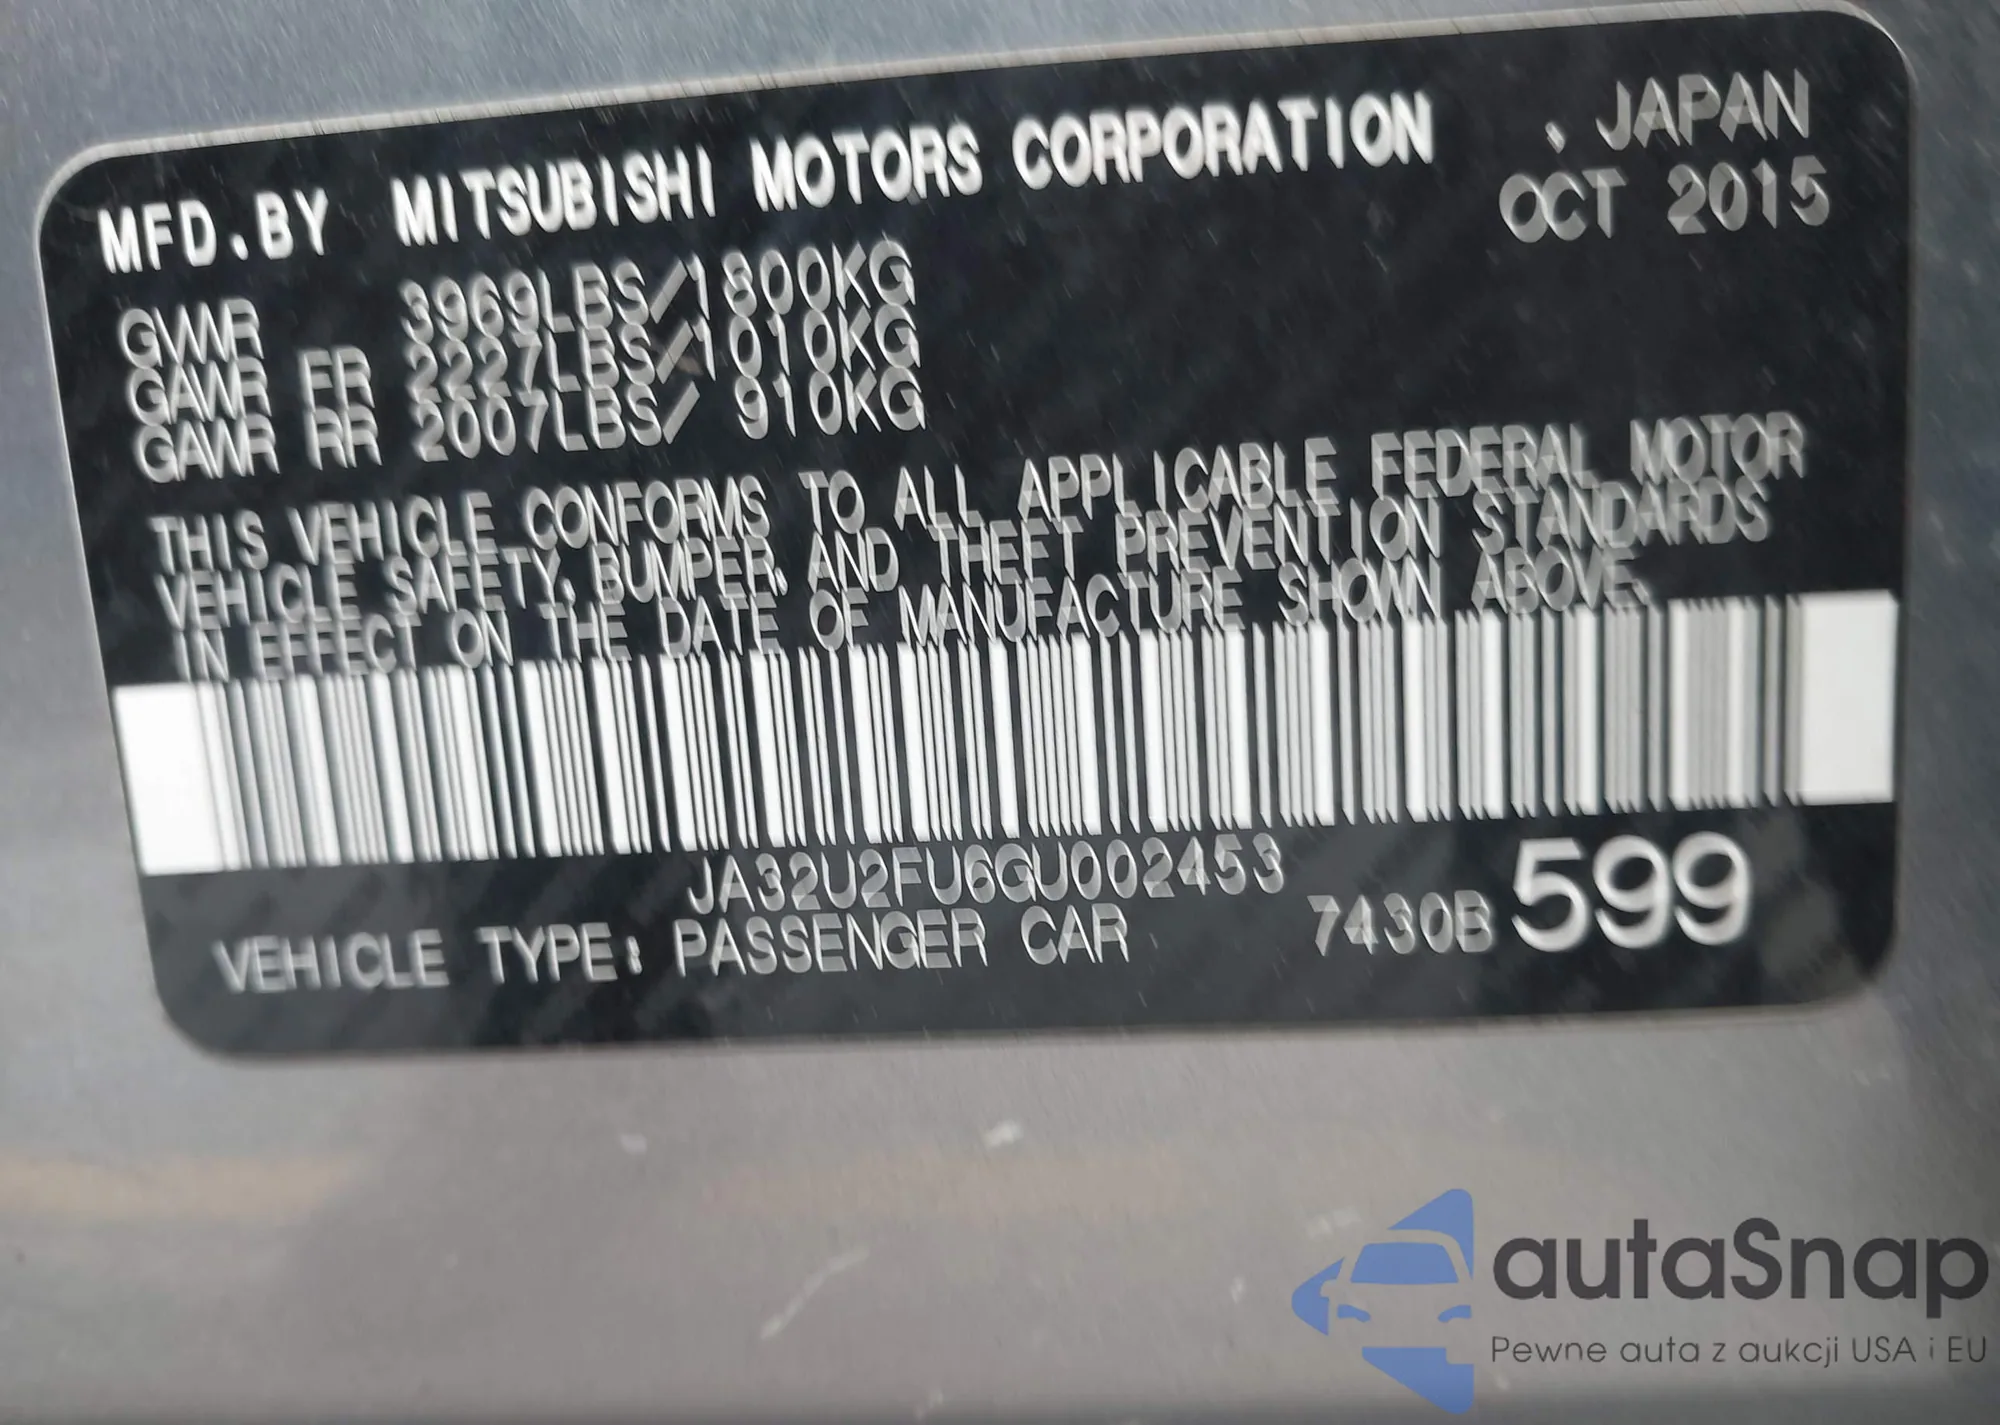 MFD.BY MITSUBISHI MOTORS CORPORATION . JAPAN
OCT 2015
GVWR 3969LBS/1800KG
GAWR FR 2227LBS/1010KG
GAWR RR 2007LBS/ 910KG
THIS VEHICLE CONFORMS TO ALL APPLICABLE FEDERAL MOTOR
VEHICLE SAFETY, BUMPER, AND THEFT PREVENTION STANDARDS
IN EFFECT ON THE DATE OF MANUFACTURE SHOWN ABOVE.
JA32U2FU6GU002453
VEHICLE TYPE: PASSENGER CAR 7430B 599
autaSnap
Pewne auta z aukcji USA i EU